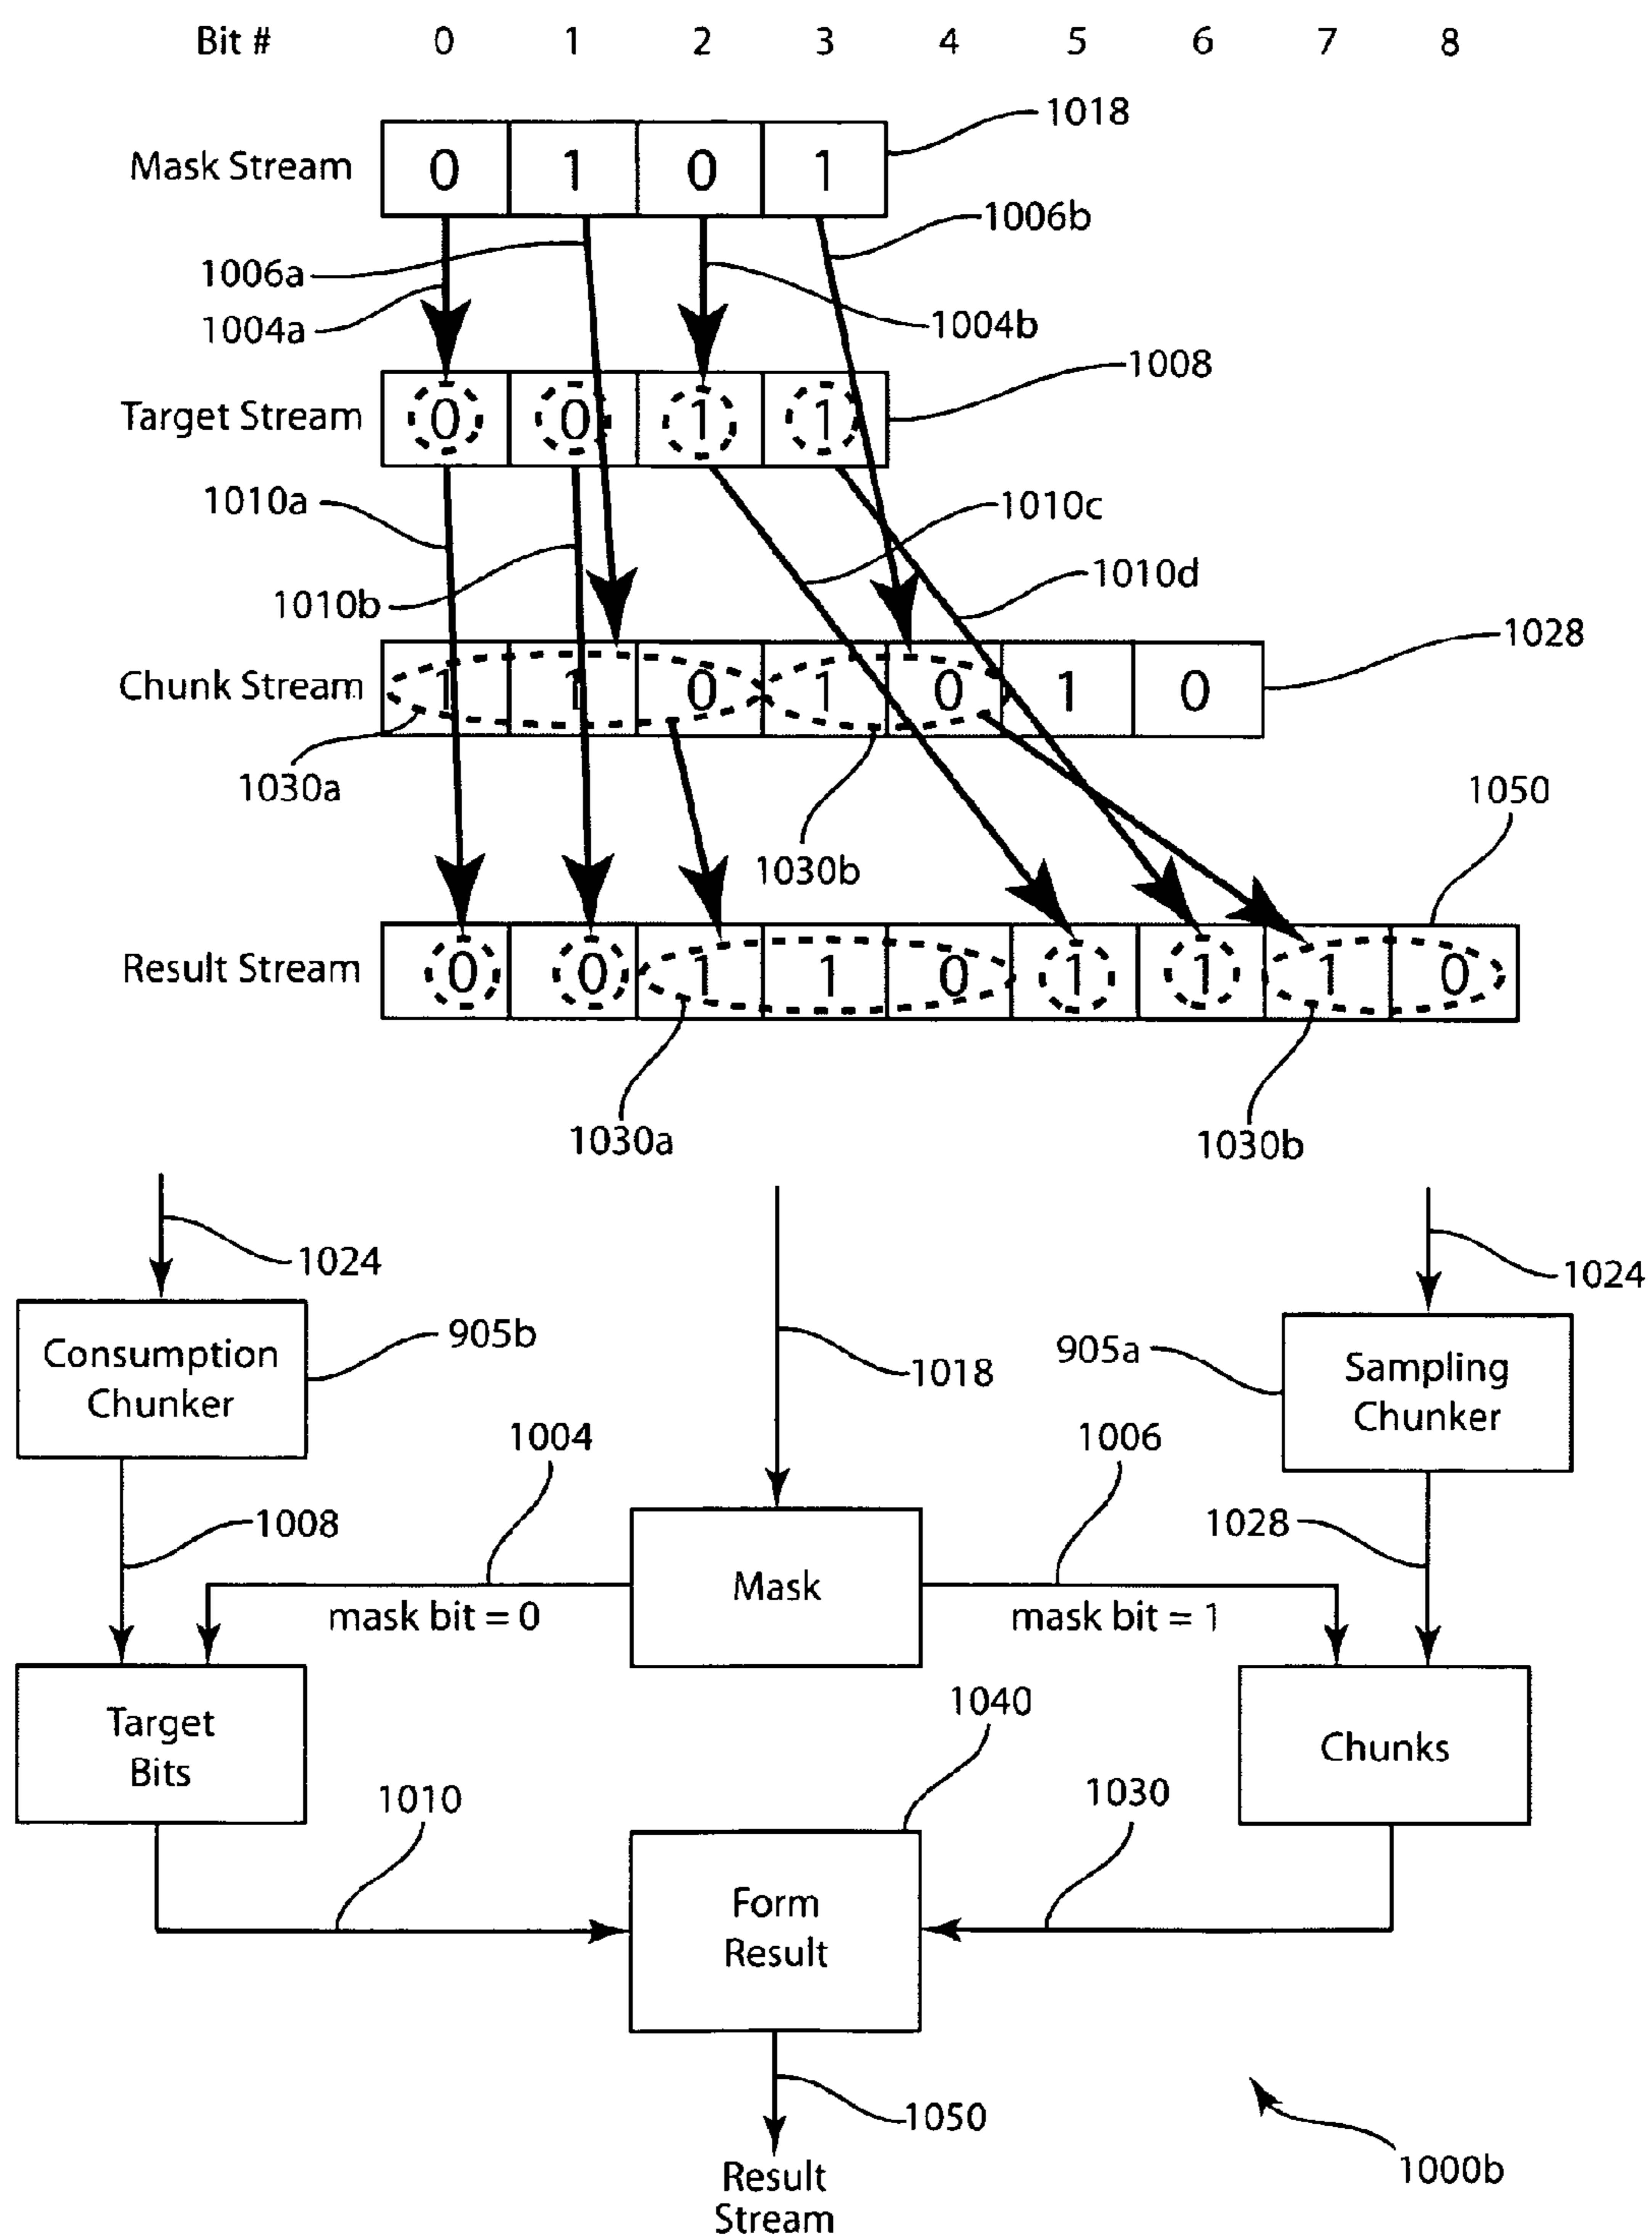 Bit # 0 1 2 3 4 5 6 7 8
1018
Mask Stream 0 1 0 1
1006b
1006a
1004a
1004b
1008
Target Stream 0 0 1 1
1010a
1010c
1010d
1010b
1028
Chunk Stream 1 1 0 1 0 1 0
1030a
1050
1030b
Result Stream 0 0 1 1 0 1 1 1 0
1030a
1030b
1024
1024
Consumption
Chunker
905b
1018
905a
Sampling
Chunker
1004
1006
1008
1028
Mask
mask bit = 0
mask bit = 1
Target
Bits
1040
Chunks
1010
1030
Form
Result
1050
Result
Stream
1000b